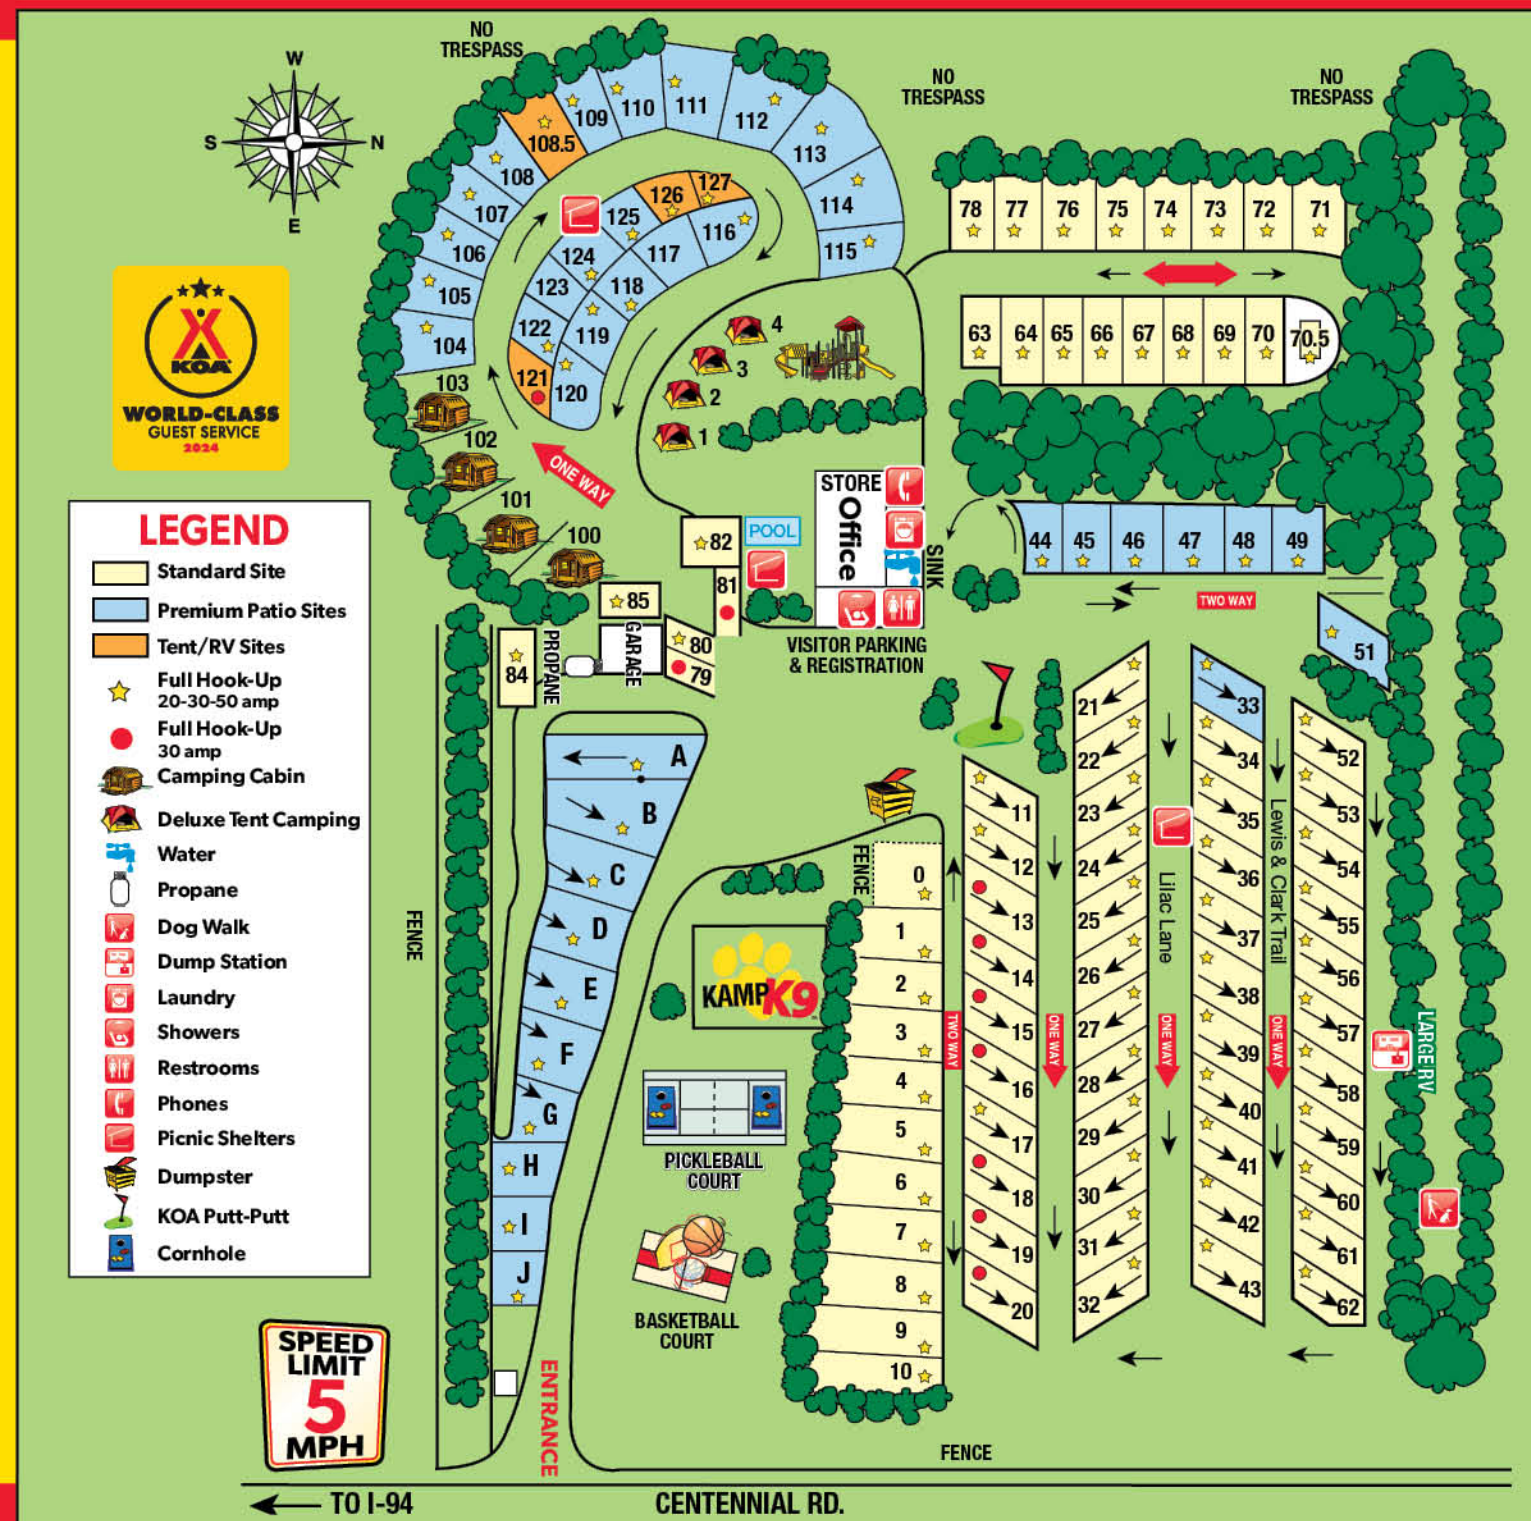 NO
TRESPASS
NO
TRESPASS
NO
TRESPASS
W
S
N
E
KOA
WORLD-CLASS
GUEST SERVICE
2024
LEGEND
Standard Site
Premium Patio Sites
Tent/RV Sites
Full Hook-Up
20-30-50 amp
Full Hook-Up
30 amp
Camping Cabin
Deluxe Tent Camping
Water
Propane
Dog Walk
Dump Station
Laundry
Showers
Restrooms
Phones
Picnic Shelters
Dumpster
KOA Putt-Putt
Cornhole
SPEED
LIMIT
5
MPH
104
105
106
107
108
108.5
109
110
111
112
113
114
115
116
117
118
119
120
121
122
123
124
125
126
127
103
102
101
100
ONE WAY
4
3
2
1
78
77
76
75
74
73
72
71
63
64
65
66
67
68
69
70
70.5
STORE
Office
SINK
POOL
82
81
85
80
79
84
PROPANE
GARAGE
VISITOR PARKING
& REGISTRATION
44
45
46
47
48
49
TWO WAY
51
A
B
C
D
E
F
G
H
I
J
FENCE
FENCE
KAMPK9
PICKLEBALL
COURT
BASKETBALL
COURT
0
1
2
3
4
5
6
7
8
9
10
TWO WAY
11
12
13
14
15
16
17
18
19
20
ONE WAY
21
22
23
24
25
26
27
28
29
30
31
32
Lilac Lane
ONE WAY
33
34
35
36
37
38
39
40
41
42
43
Lewis & Clark Trail
ONE WAY
52
53
54
55
56
57
58
59
60
61
62
LARGE RV
ENTRANCE
FENCE
TO I-94
CENTENNIAL RD.